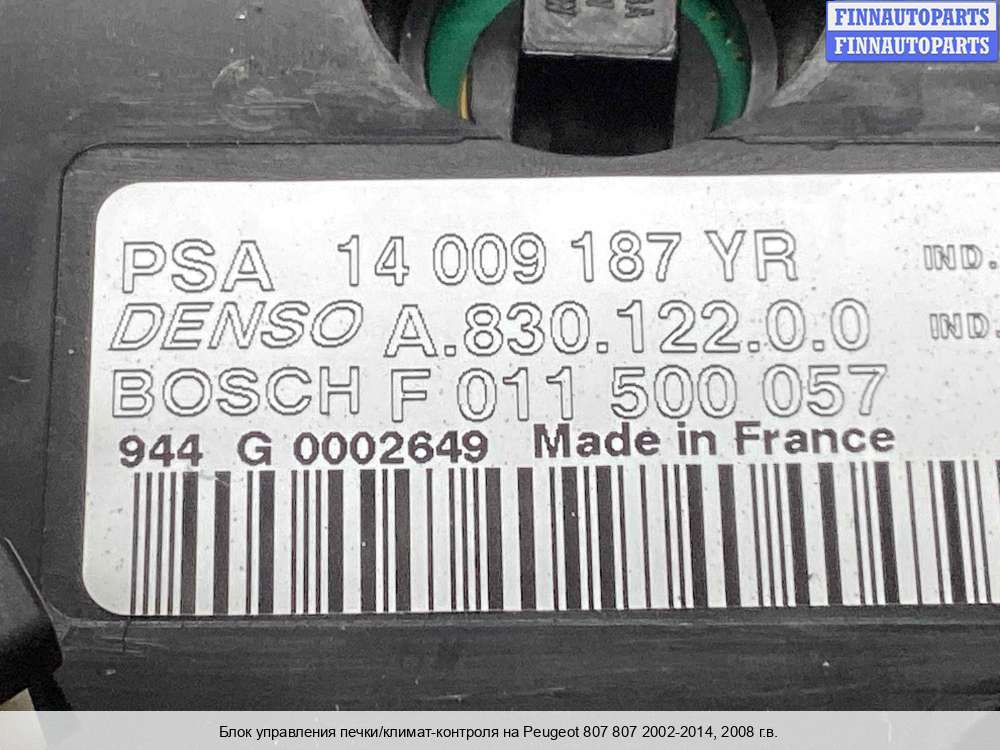 FINNAUTOPARTS
FINNAUTOPARTS
PSA 14 009 187 YR IND.
DENSO A.830.122.0.0 IND.
BOSCH F 011 500 057
944 G 0002649 Made in France
Блок управления печки/климат-контроля на Peugeot 807 807 2002-2014, 2008 г.в.